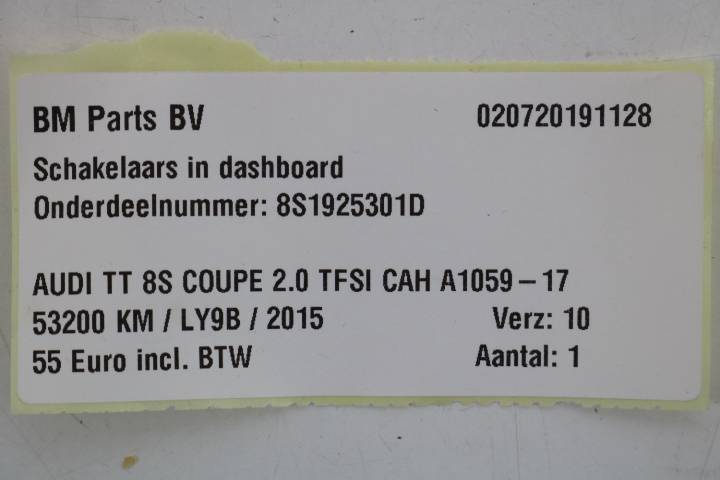 BM Parts BV 020720191128
Schakelaars in dashboard
Onderdeelnummer: 8S1925301D
AUDI TT 8S COUPE 2.0 TFSI CAH A1059-17
53200 KM / LY9B / 2015 Verz: 10
55 Euro incl. BTW Aantal: 1